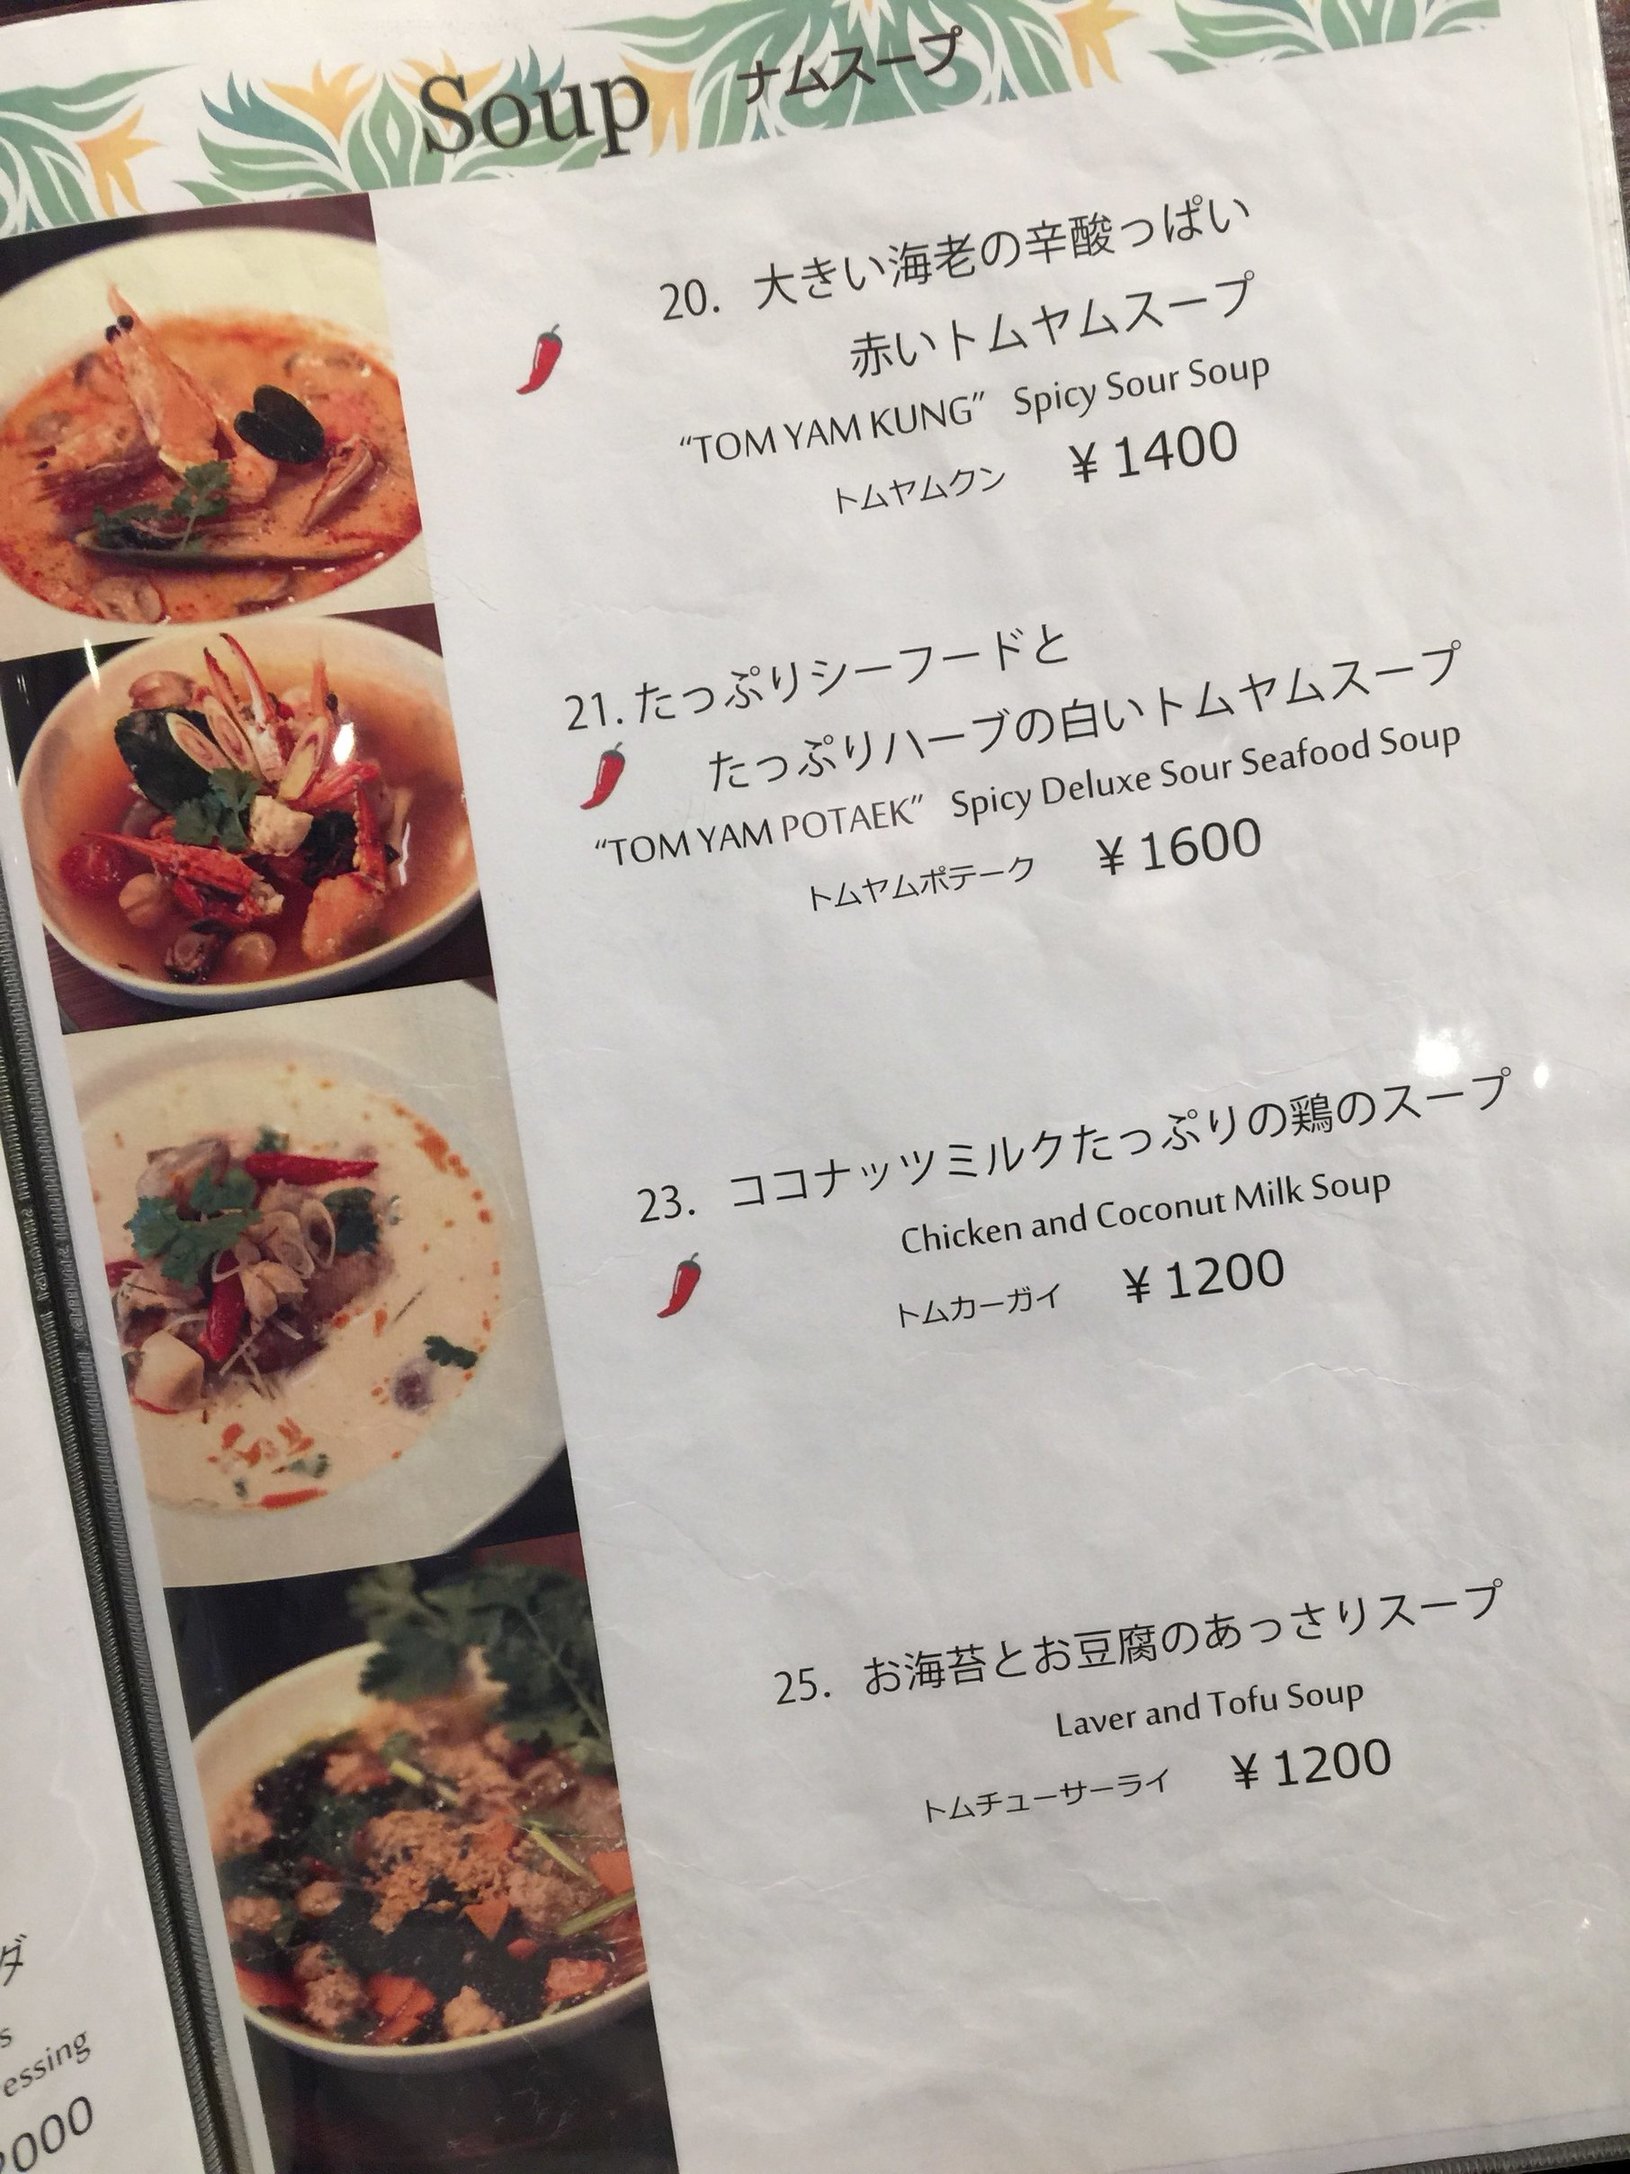 Soup ナムスープ
20. 大きい海老の辛酸っぱい
赤いトムヤムスープ
“TOM YAM KUNG” Spicy Sour Soup
トムヤムクン ¥1400
21. たっぷりシーフードと
たっぷりハーブの白いトムヤムスープ
“TOM YAM POTAEK” Spicy Deluxe Sour Seafood Soup
トムヤムポテーク ¥1600
23. ココナッツミルクたっぷりの鶏のスープ
Chicken and Coconut Milk Soup
トムカーガイ ¥1200
25. お海苔とお豆腐のあっさりスープ
Laver and Tofu Soup
トムチューサーライ ¥1200
ダ
s
essing
000